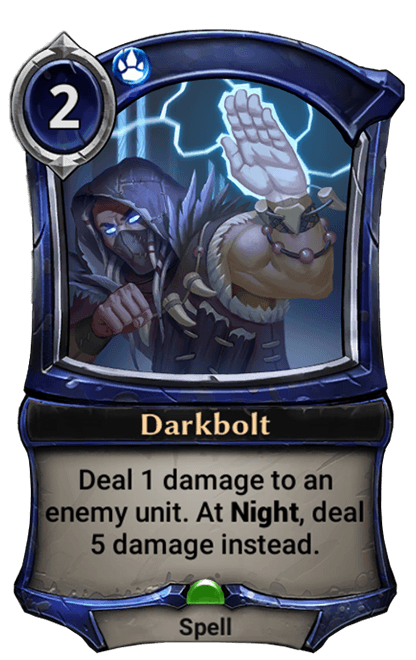 2
Darkbolt
Deal 1 damage to an
enemy unit. At Night, deal
5 damage instead.
Spell